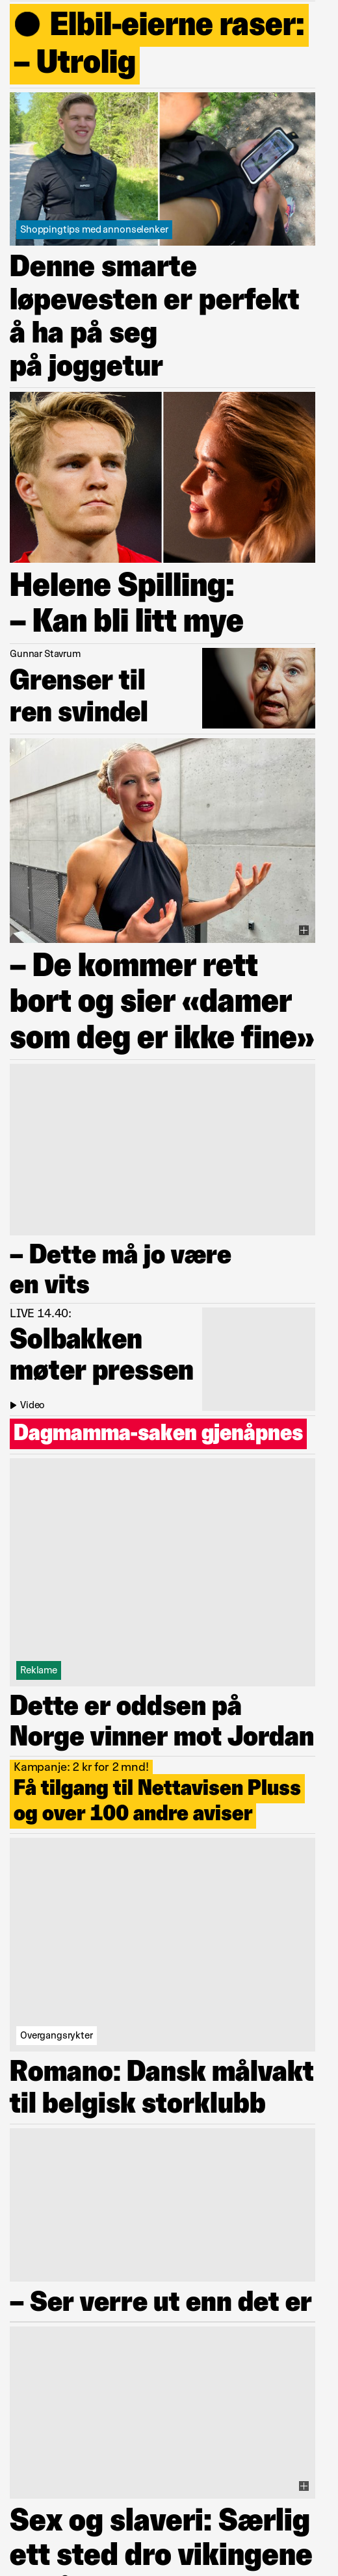 Elbil-eierne raser:
– Utrolig
Shoppingtips med annonselenker
Denne smarte
løpevesten er perfekt
å ha på seg
på joggetur
Helene Spilling:
– Kan bli litt mye
Gunnar Stavrum
Grenser til
ren svindel
– De kommer rett
bort og sier «damer
som deg er ikke fine»
– Dette må jo være
en vits
LIVE 14.40:
Solbakken
møter pressen
Video
Dagmamma-saken gjenåpnes
Reklame
Dette er oddsen på
Norge vinner mot Jordan
Kampanje: 2 kr for 2 mnd!
Få tilgang til Nettavisen Pluss
og over 100 andre aviser
Overgangsrykter
Romano: Dansk målvakt
til belgisk storklubb
– Ser verre ut enn det er
Sex og slaveri: Særlig
ett sted dro vikingene